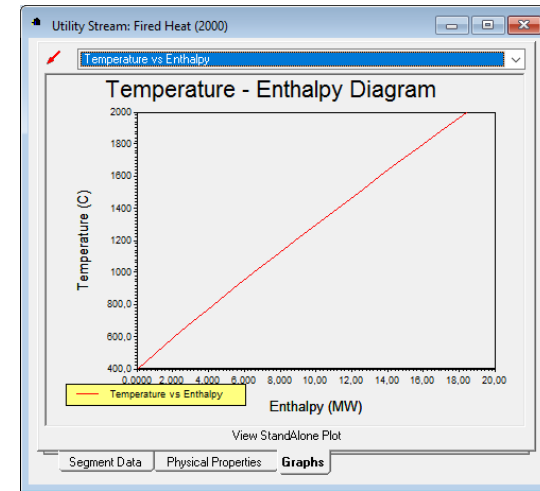 Utility Stream: Fired Heat (2000)
Temperature vs Enthalpy
Temperature - Enthalpy Diagram
2000
1800
1600
1400
1200
1000
800,0
600,0
400,0
Temperature (C)
0,0000 2,000 4,000 6,000 8,000 10,00 12,00 14,00 16,00 18,00 20,00
Temperature vs Enthalpy
Enthalpy (MW)
View StandAlone Plot
Segment Data Physical Properties Graphs